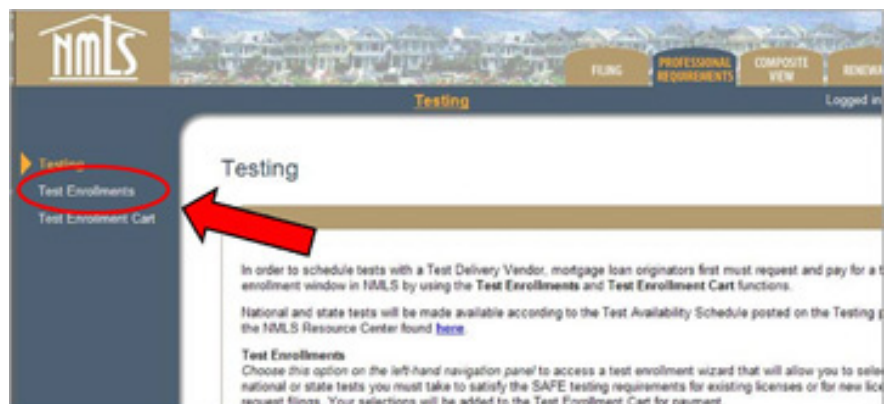 NMLS
FILING
PROFESSIONAL
REQUIREMENTS
COMPOSITE
VIEW
Testing
Logged in
Testing
Test Enrollments
Test Enrollment Cart
Testing
In order to schedule tests with a Test Delivery Vendor, mortgage loan originators first must request and pay for a t
enrollment window in NMLS by using the Test Enrollments and Test Enrollment Cart functions.
National and state tests will be made available according to the Test Availability Schedule posted on the Testing p
the NMLS Resource Center found here.
Test Enrollments
Choose this option on the left-hand navigation panel to access a test enrollment wizard that will allow you to sele
national or state tests you must take to satisfy the SAFE testing requirements for existing licenses or for new lice
request filings. Your selections will be added to the Test Enrollment Cart for payment.